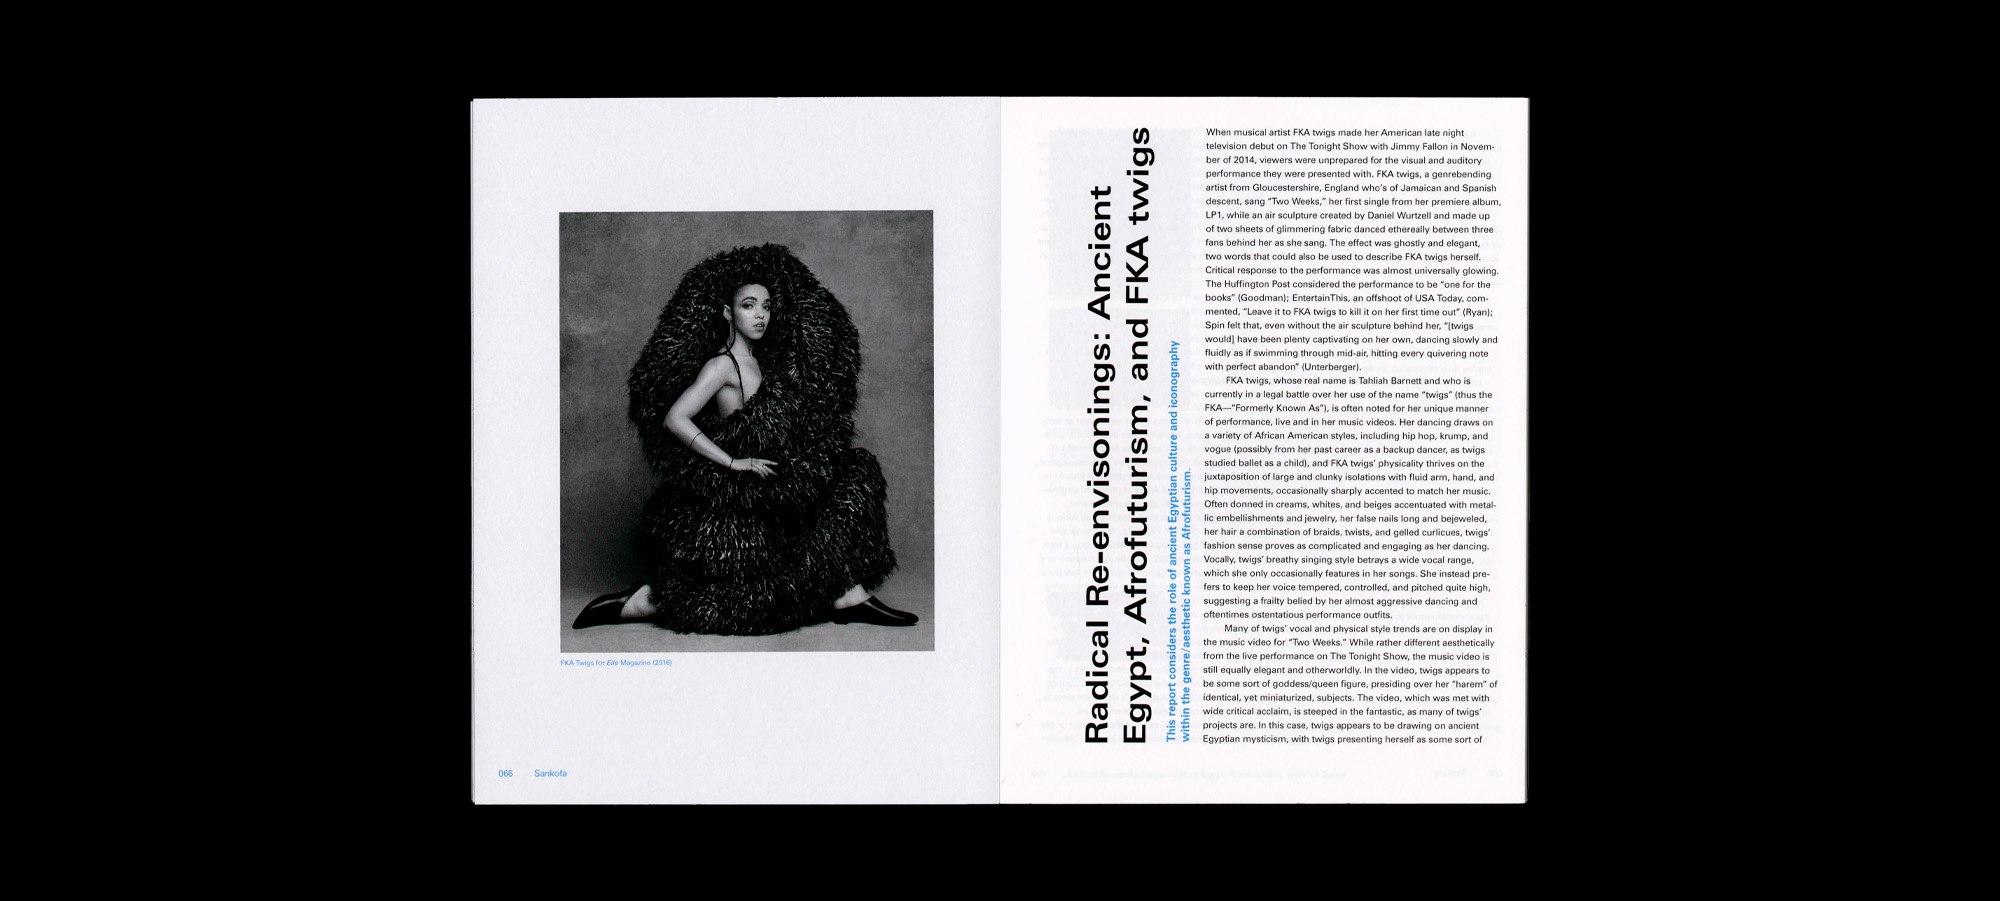 FKA Twigs for Elle Magazine (2016)
066 Sankofa
Radical Re-envisonings: Ancient
Egypt, Afrofuturism, and FKA twigs
This report considers the role of ancient Egyptian culture and iconography
within the genre/aesthetic known as Afrofuturism.
When musical artist FKA twigs made her American late night
television debut on The Tonight Show with Jimmy Fallon in Novem-
ber of 2014, viewers were unprepared for the visual and auditory
performance they were presented with. FKA twigs, a genrebending
artist from Gloucestershire, England who's of Jamaican and Spanish
descent, sang “Two Weeks,” her first single from her premiere album,
LP1, while an air sculpture created by Daniel Wurtzell and made up
of two sheets of glimmering fabric danced ethereally between three
fans behind her as she sang. The effect was ghostly and elegant,
two words that could also be used to describe FKA twigs herself.
Critical response to the performance was almost universally glowing.
The Huffington Post considered the performance to be “one for the
books” (Goodman); EntertainThis, an offshoot of USA Today, com-
mented, “Leave it to FKA twigs to kill it on her first time out” (Ryan);
Spin felt that, even without the air sculpture behind her, “[twigs
would] have been plenty captivating on her own, dancing slowly and
fluidly as if swimming through mid-air, hitting every quivering note
with perfect abandon” (Unterberger).
FKA twigs, whose real name is Tahliah Barnett and who is
currently in a legal battle over her use of the name “twigs” (thus the
FKA—“Formerly Known As”), is often noted for her unique manner
of performance, live and in her music videos. Her dancing draws on
a variety of African American styles, including hip hop, krump, and
vogue (possibly from her past career as a backup dancer, as twigs
studied ballet as a child), and FKA twigs’ physicality thrives on the
juxtaposition of large and clunky isolations with fluid arm, hand, and
hip movements, occasionally sharply accented to match her music.
Often donned in creams, whites, and beiges accentuated with metal-
lic embellishments and jewelry, her false nails long and bejeweled,
her hair a combination of braids, twists, and gelled curlicues, twigs’
fashion sense proves as complicated and engaging as her dancing.
Vocally, twigs’ breathy singing style betrays a wide vocal range,
which she only occasionally features in her songs. She instead pre-
fers to keep her voice tempered, controlled, and pitched quite high,
suggesting a frailty belied by her almost aggressive dancing and
oftentimes ostentatious performance outfits.
Many of twigs’ vocal and physical style trends are on display in
the music video for “Two Weeks.” While rather different aesthetically
from the live performance on The Tonight Show, the music video is
still equally elegant and otherworldly. In the video, twigs appears to
be some sort of goddess/queen figure, presiding over her “harem” of
identical, yet miniaturized, subjects. The video, which was met with
wide critical acclaim, is steeped in the fantastic, as many of twigs’
projects are. In this case, twigs appears to be drawing on ancient
Egyptian mysticism, with twigs presenting herself as some sort of